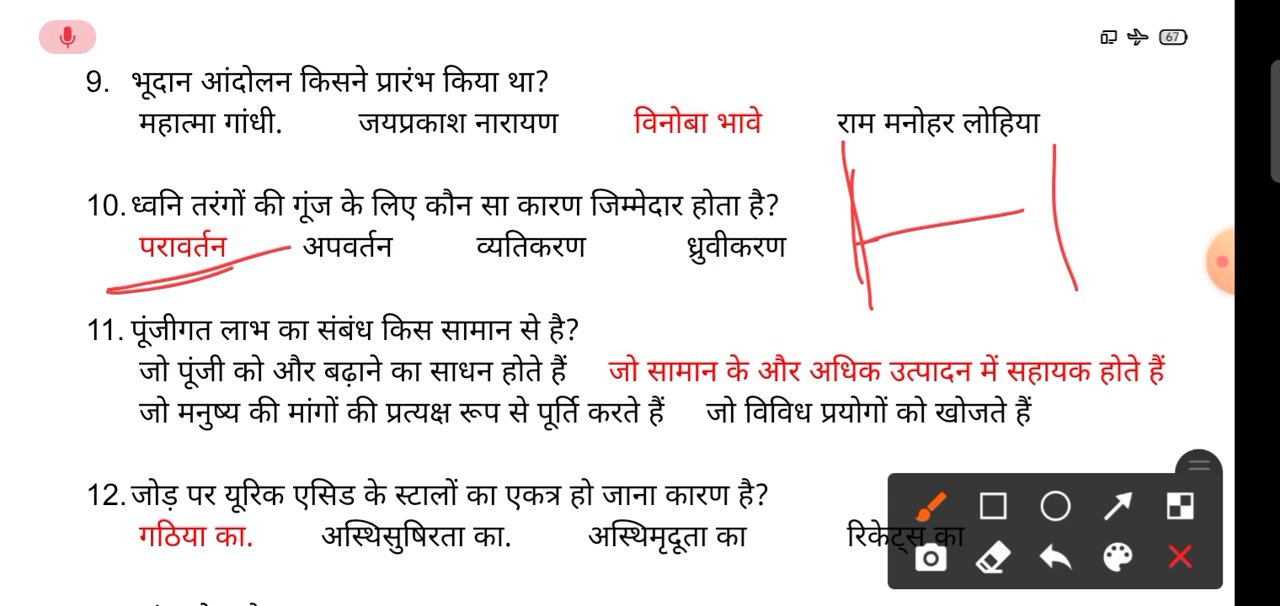 67
9. भूदान आंदोलन किसने प्रारंभ किया था?
महात्मा गांधी. जयप्रकाश नारायण विनोबा भावे राम मनोहर लोहिया
10. ध्वनि तरंगों की गूंज के लिए कौन सा कारण जिम्मेदार होता है?
परावर्तन अपवर्तन व्यतिकरण ध्रुवीकरण
11. पूंजीगत लाभ का संबंध किस सामान से है?
जो पूंजी को और बढ़ाने का साधन होते हैं जो सामान के और अधिक उत्पादन में सहायक होते हैं
जो मनुष्य की मांगों की प्रत्यक्ष रूप से पूर्ति करते हैं जो विविध प्रयोगों को खोजते हैं
12. जोड़ पर यूरिक एसिड के स्टालों का एकत्र हो जाना कारण है?
गठिया का. अस्थिसुषिरता का. अस्थिमृदूता का रिकेट्स का